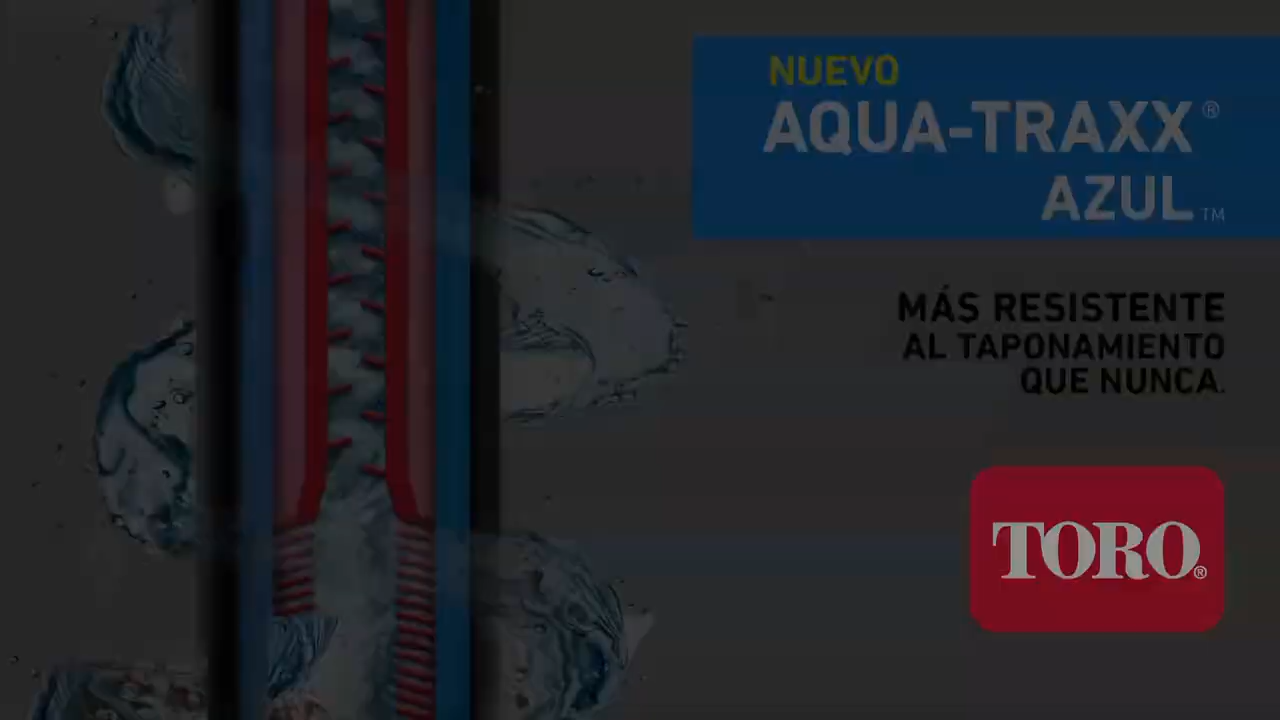 NUEVO
AQUA-TRAXX®
AZUL™
MÁS RESISTENTE
AL TAPONAMIENTO
QUE NUNCA.
TORO®